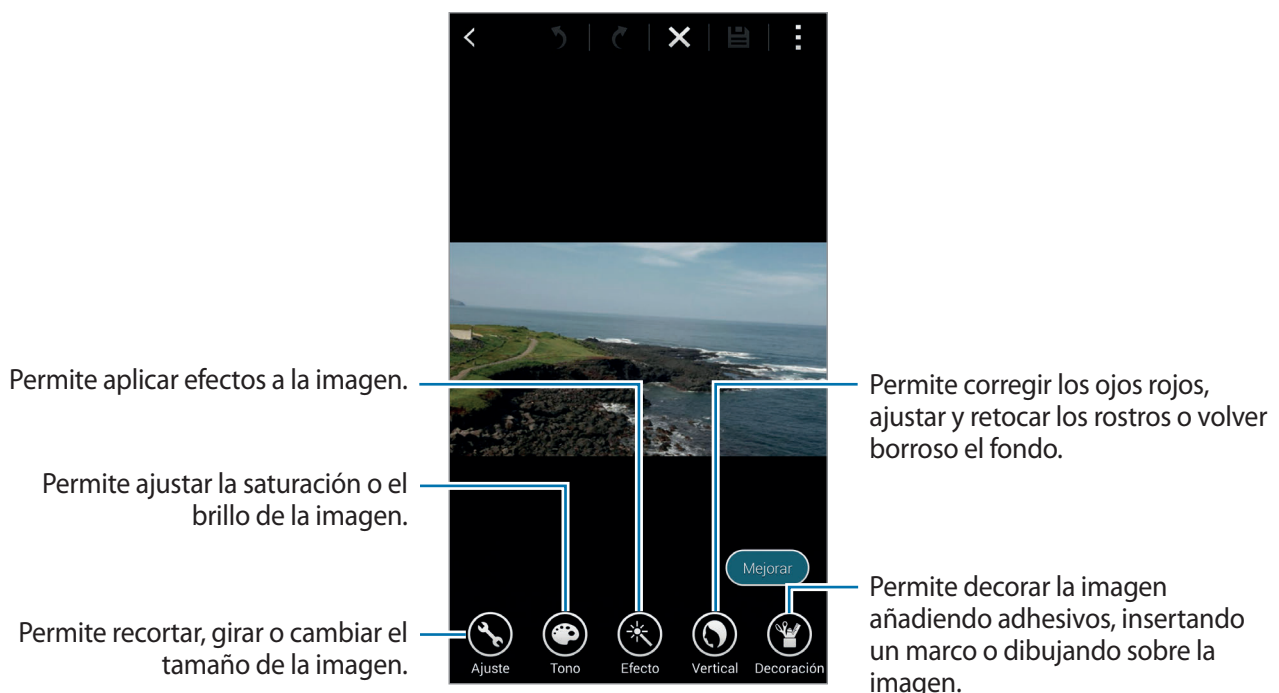 Permite aplicar efectos a la imagen.
Permite ajustar la saturación o el
brillo de la imagen.
Permite recortar, girar o cambiar el
tamaño de la imagen.
Mejorar
Ajuste
Tono
Efecto
Vertical
Decoración
Permite corregir los ojos rojos,
ajustar y retocar los rostros o volver
borroso el fondo.
Permite decorar la imagen
añadiendo adhesivos, insertando
un marco o dibujando sobre la
imagen.